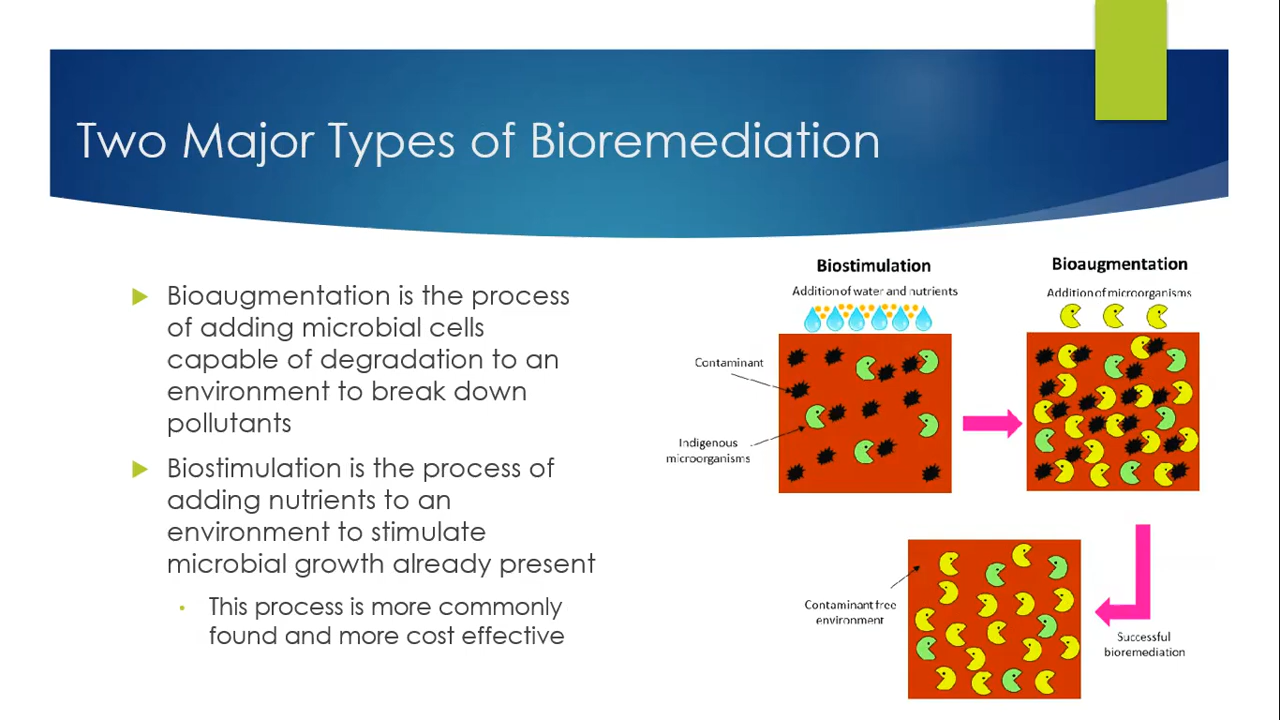 Two Major Types of Bioremediation
Bioaugmentation is the process
of adding microbial cells
capable of degradation to an
environment to break down
pollutants
Biostimulation is the process of
adding nutrients to an
environment to stimulate
microbial growth already present
This process is more commonly
found and more cost effective
Biostimulation
Addition of water and nutrients
Bioaugmentation
Addition of microorganisms
Contaminant
Indigenous
microorganisms
Contaminant free
environment
Successful
bioremediation